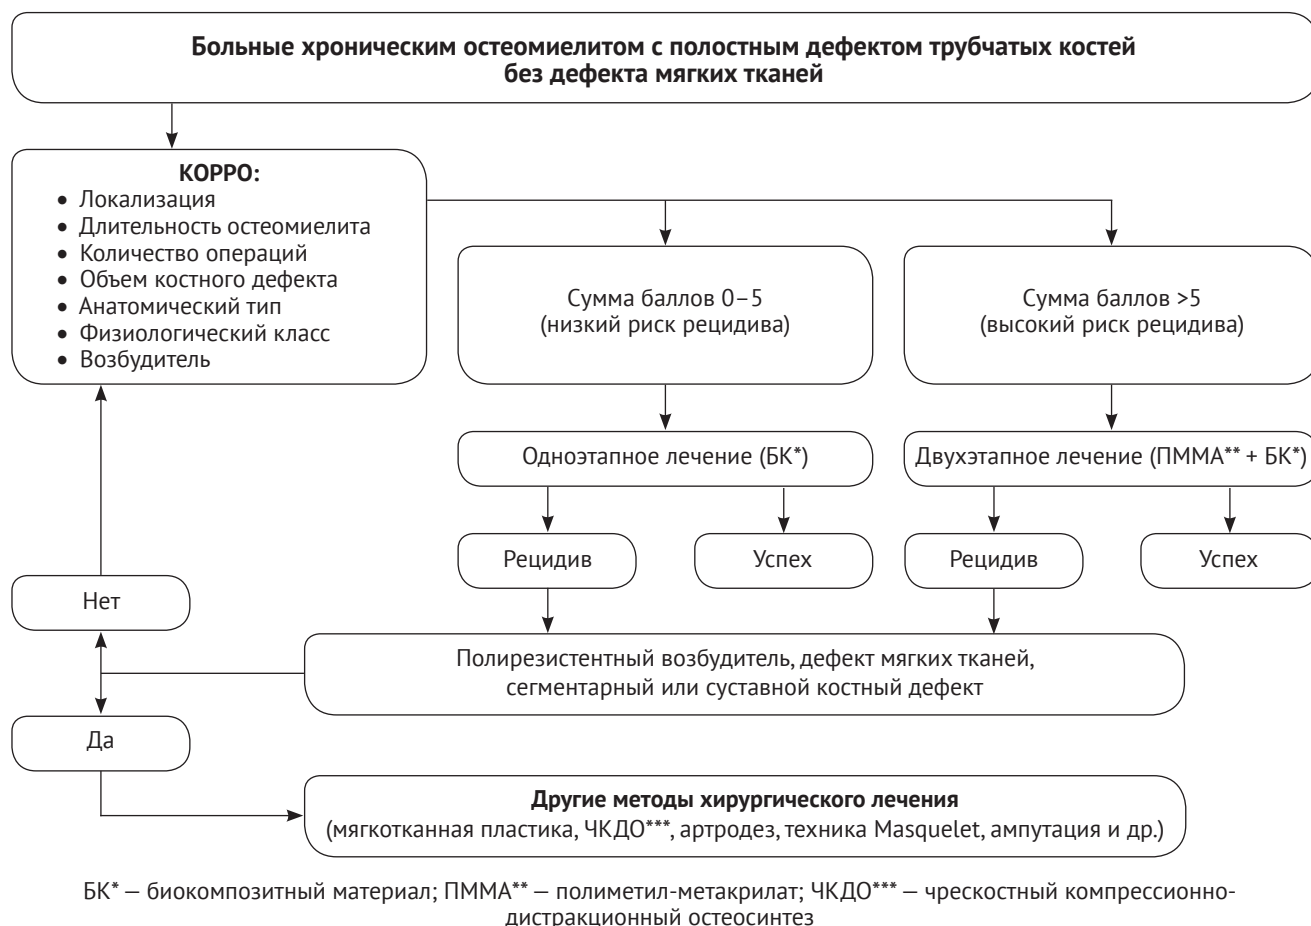 Больные хроническим остеомиелитом с полостным дефектом трубчатых костей
без дефекта мягких тканей
КОРРО:
• Локализация
• Длительность остеомиелита
• Количество операций
• Объем костного дефекта
• Анатомический тип
• Физиологический класс
• Возбудитель
Сумма баллов 0–5
(низкий риск рецидива)
Сумма баллов >5
(высокий риск рецидива)
Одноэтапное лечение (БК*)
Двухэтапное лечение (ПММА** + БК*)
Рецидив
Успех
Рецидив
Успех
Нет
Полирезистентный возбудитель, дефект мягких тканей,
сегментарный или суставной костный дефект
Да
Другие методы хирургического лечения
(мягкотканная пластика, ЧКДО***, артродез, техника Masquelet, ампутация и др.)
БК* — биокомпозитный материал; ПММА** — полиметил-метакрилат; ЧКДО*** — чрескостный компрессионно-
дистракционный остеосинтез